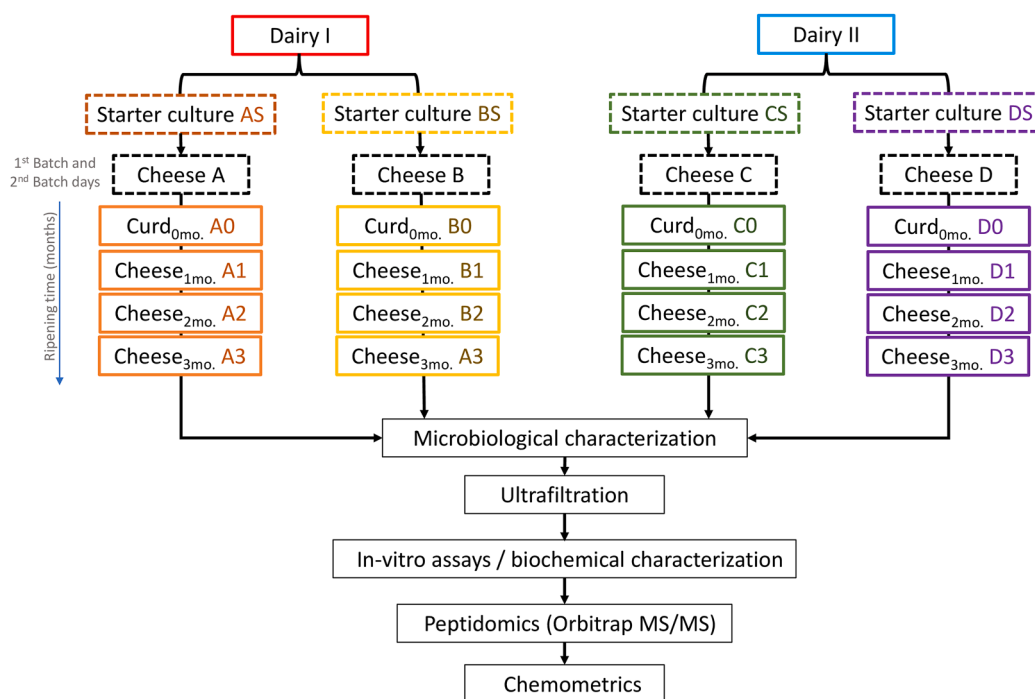 Dairy I
Dairy II
Starter culture AS
Starter culture BS
Starter culture CS
Starter culture DS
1st Batch and
2nd Batch days
Cheese A
Cheese B
Cheese C
Cheese D
Ripening time (months)
Curd0mo. A0
Curd0mo. B0
Curd0mo. C0
Curd0mo. D0
Cheese1mo. A1
Cheese1mo. B1
Cheese1mo. C1
Cheese1mo. D1
Cheese2mo. A2
Cheese2mo. B2
Cheese2mo. C2
Cheese2mo. D2
Cheese3mo. A3
Cheese3mo. A3
Cheese3mo. C3
Cheese3mo. D3
Microbiological characterization
Ultrafiltration
In-vitro assays / biochemical characterization
Peptidomics (Orbitrap MS/MS)
Chemometrics